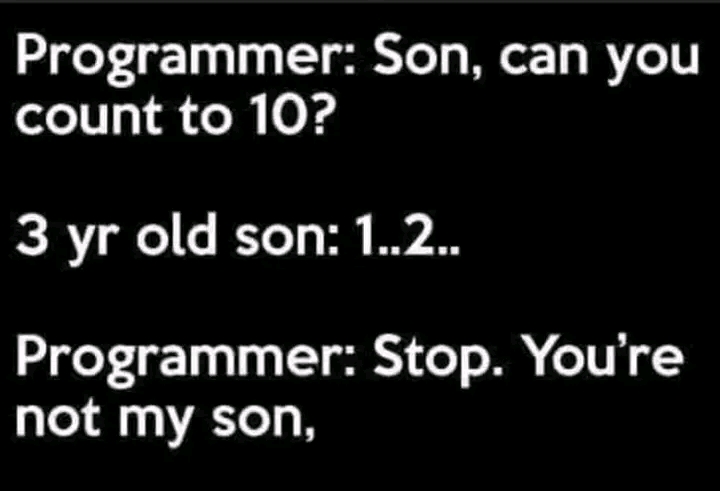 Programmer: Son, can you
count to 10?
3 yr old son: 1..2..
Programmer: Stop. You're
not my son,